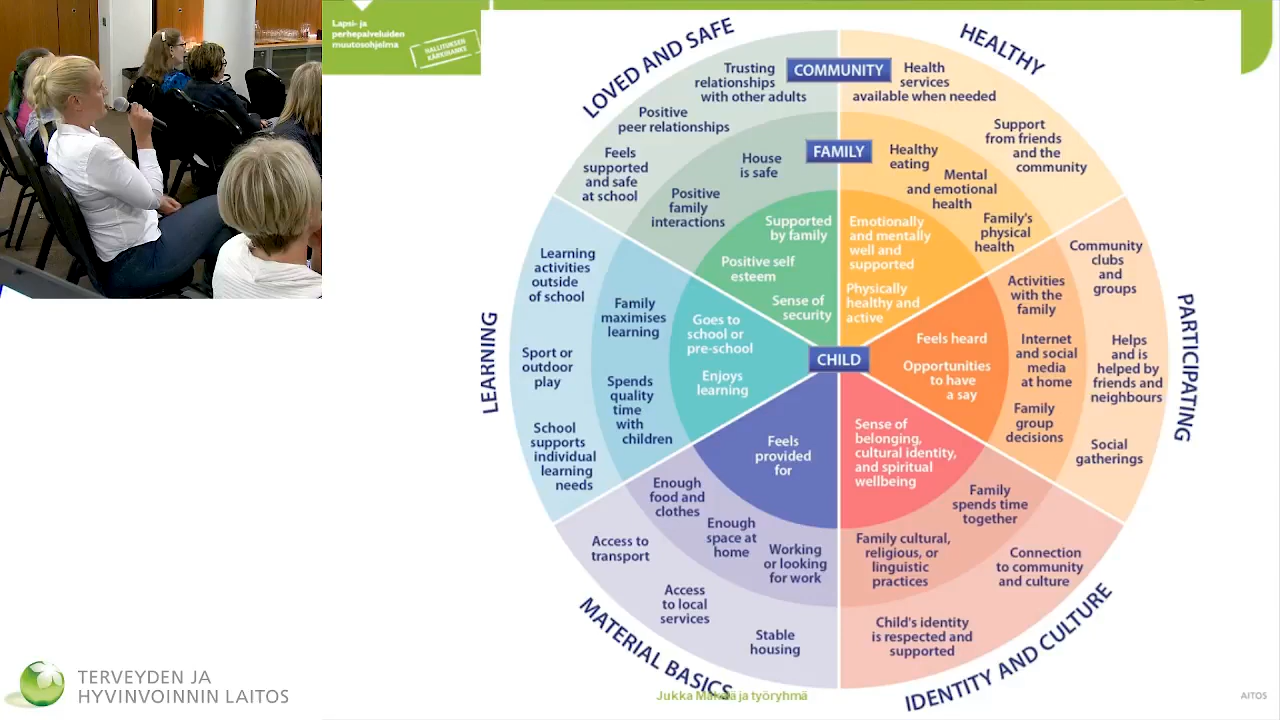 Lapsi- ja
perhepalveluiden
muutosohjelma
HALLITUKSEN
KÄRKIHANKE
LOVED AND SAFE
HEALTHY
PARTICIPATING
IDENTITY AND CULTURE
MATERIAL BASICS
LEARNING
COMMUNITY
FAMILY
CHILD
Trusting
relationships
with other adults
Positive
peer relationships
Feels
supported
and safe
at school
House
is safe
Positive
family
interactions
Supported
by family
Positive self
esteem
Sense of
security
Health
services
available when needed
Support
from friends
and the
community
Healthy
eating
Mental
and emotional
health
Family's
physical
health
Emotionally
and mentally
well and
supported
Physically
healthy and
active
Community
clubs
and
groups
Helps
and is
helped by
friends and
neighbours
Social
gatherings
Activities
with the
family
Internet
and social
media
at home
Family
group
decisions
Feels heard
Opportunities
to have
a say
Sense of
belonging,
cultural identity,
and spiritual
wellbeing
Family
spends time
together
Family cultural,
religious, or
linguistic
practices
Connection
to community
and culture
Child's identity
is respected and
supported
Feels
provided
for
Enough
food and
clothes
Enough
space at
home
Working
or looking
for work
Access to
transport
Access
to local
services
Stable
housing
Goes to
school or
pre-school
Enjoys
learning
Family
maximises
learning
Spends
quality
time
with
children
Learning
activities
outside
of school
Sport or
outdoor
play
School
supports
individual
learning
needs
Jukka Mäkelä ja työryhmä
AITOS
TERVEYDEN JA
HYVINVOINNIN LAITOS